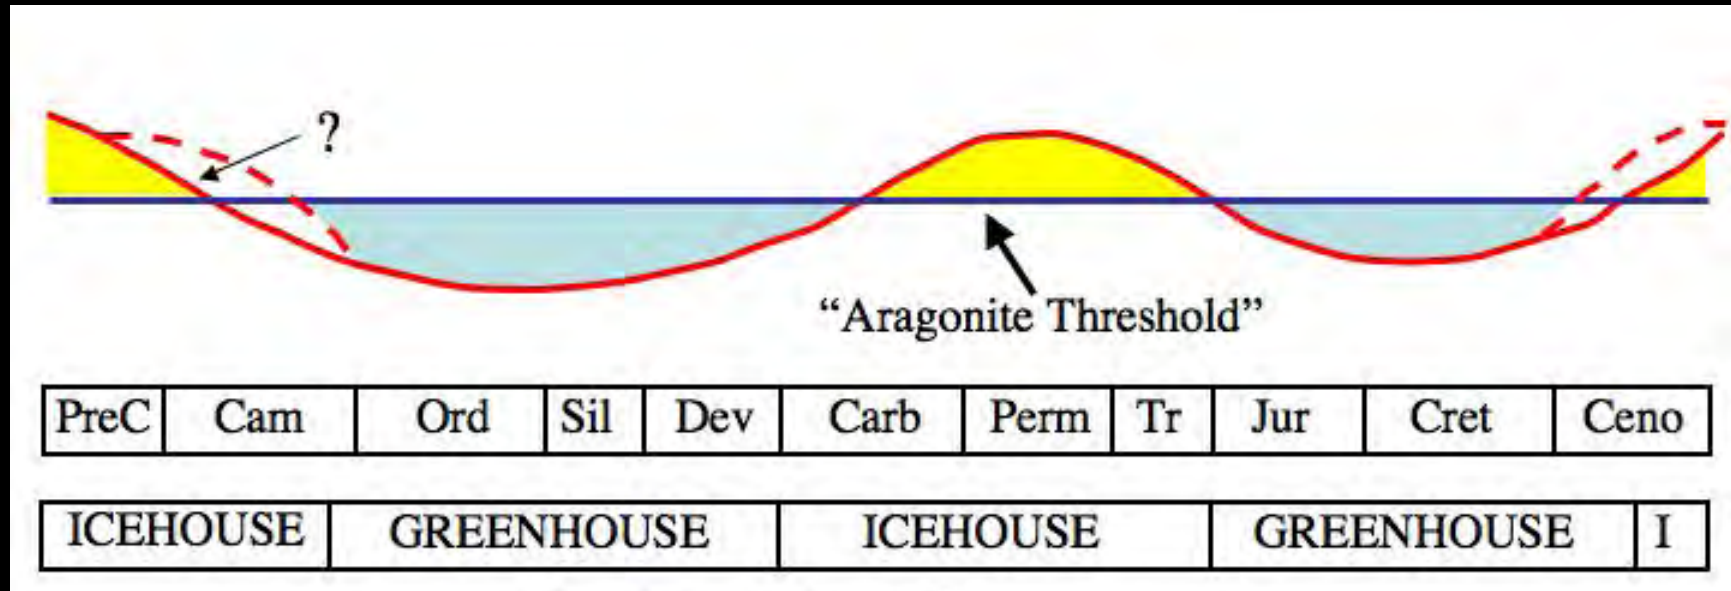 ?
“Aragonite Threshold”
PreC Cam Ord Sil Dev Carb Perm Tr Jur Cret Ceno
ICEHOUSE GREENHOUSE ICEHOUSE GREENHOUSE I